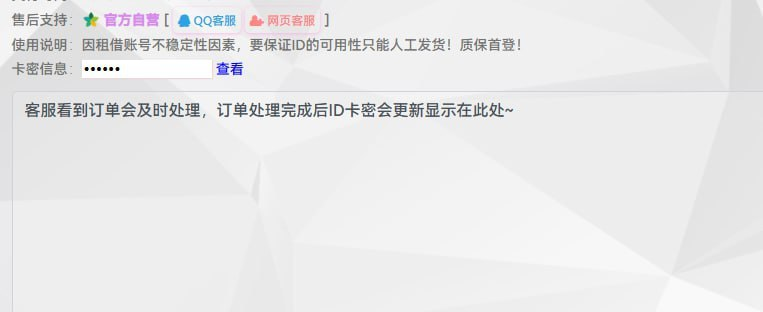 售后支持: 官方自营 [ QQ客服 网页客服 ]
使用说明: 因租借账号不稳定性因素，要保证ID的可用性只能人工发货！质保首登！
卡密信息: •••••• 查看
客服看到订单会及时处理，订单处理完成后ID卡密会更新显示在此处~